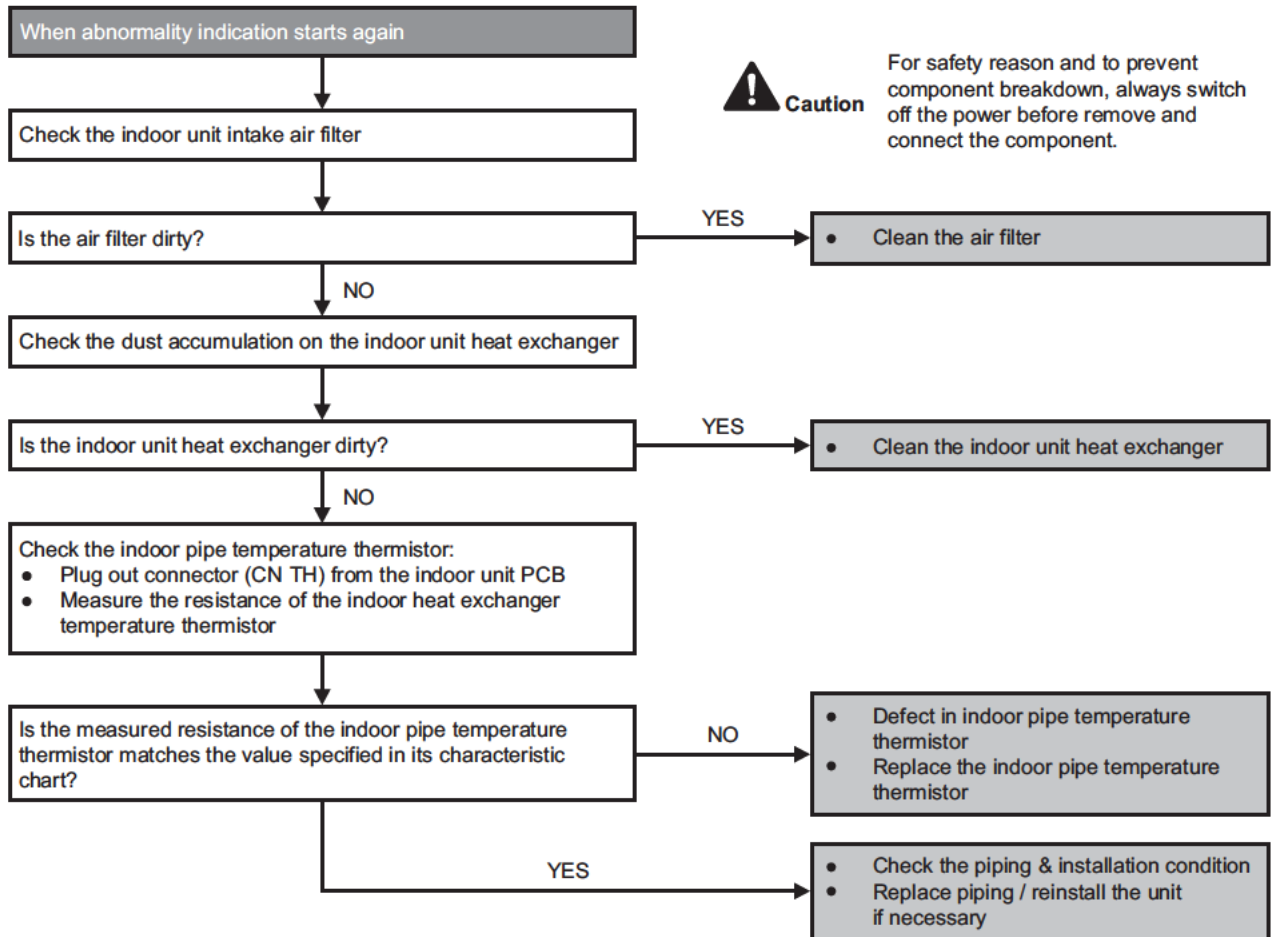 When abnormality indication starts again
Caution
For safety reason and to prevent
component breakdown, always switch
off the power before remove and
connect the component.
Check the indoor unit intake air filter
Is the air filter dirty?
YES
● Clean the air filter
NO
Check the dust accumulation on the indoor unit heat exchanger
Is the indoor unit heat exchanger dirty?
YES
● Clean the indoor unit heat exchanger
NO
Check the indoor pipe temperature thermistor:
● Plug out connector (CN TH) from the indoor unit PCB
● Measure the resistance of the indoor heat exchanger
temperature thermistor
Is the measured resistance of the indoor pipe temperature
thermistor matches the value specified in its characteristic
chart?
NO
● Defect in indoor pipe temperature
thermistor
● Replace the indoor pipe temperature
thermistor
YES
● Check the piping & installation condition
● Replace piping / reinstall the unit
if necessary